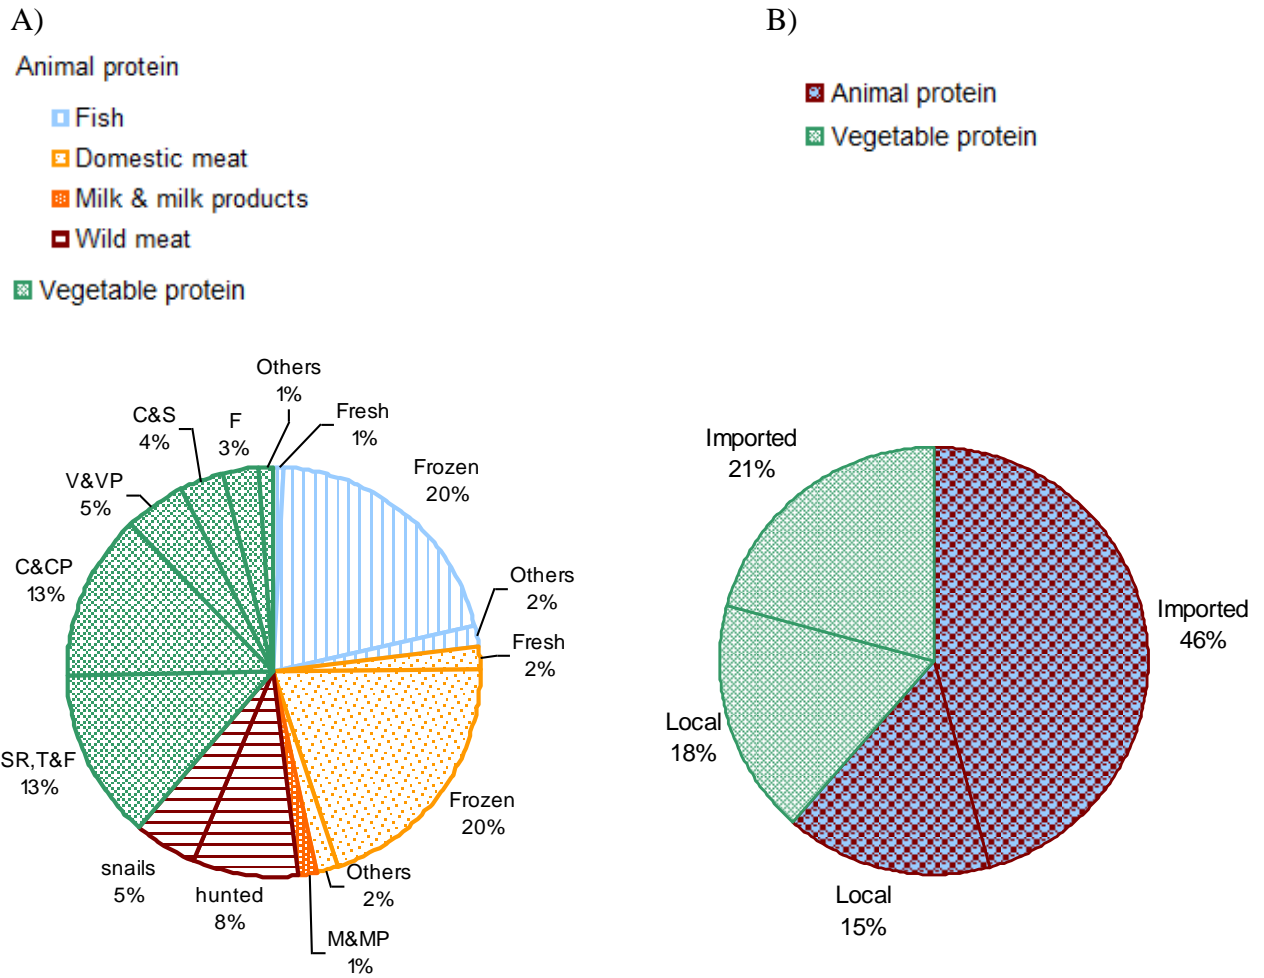 A)
Animal protein
Fish
Domestic meat
Milk & milk products
Wild meat
Vegetable protein
Others
1%
Fresh
1%
Frozen
20%
Others
2%
Fresh
2%
Frozen
20%
Others
2%
M&MP
1%
hunted
8%
snails
5%
SR,T&F
13%
C&CP
13%
V&VP
5%
C&S
4%
F
3%
B)
Animal protein
Vegetable protein
Imported
46%
Local
15%
Local
18%
Imported
21%